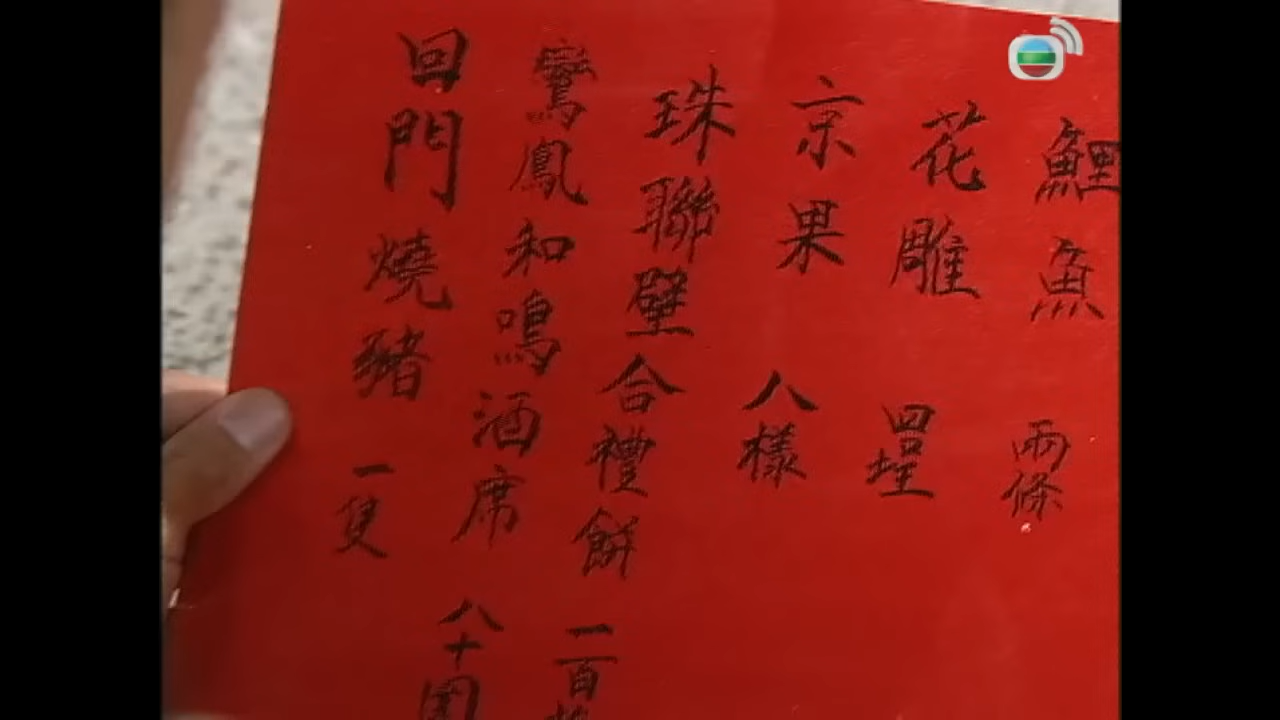 鯉魚 兩條
花雕 四埕
京果 八樣
珠聯璧合禮餅 一百
鸞鳳和鳴酒席 八十圍
回門燒豬 一隻